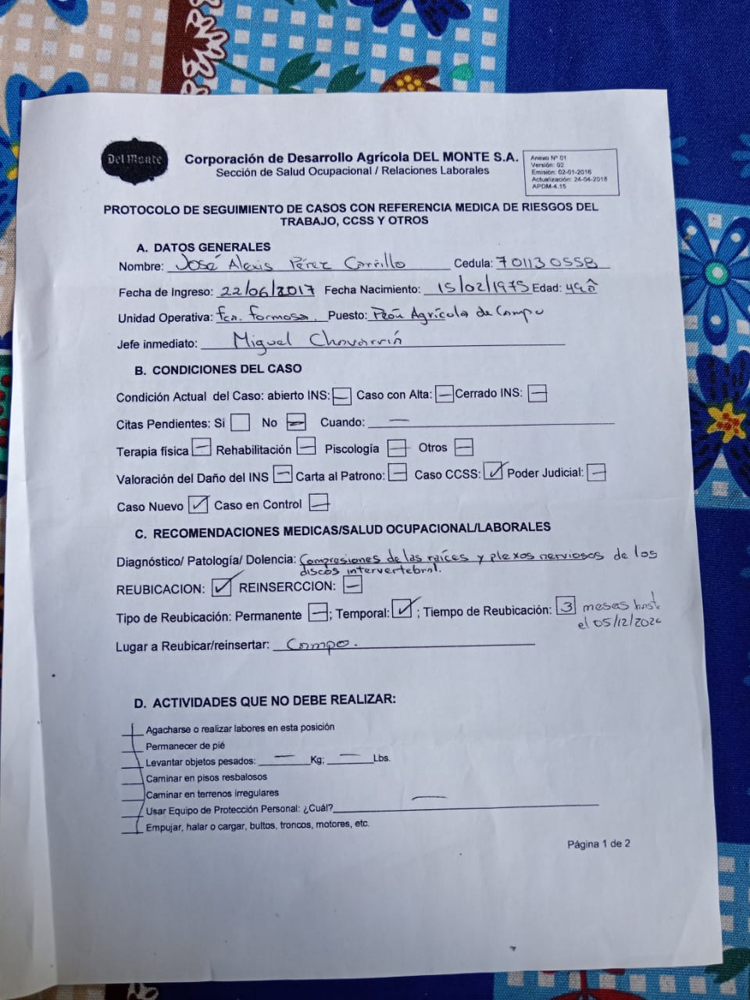 Del Monte
Corporación de Desarrollo Agrícola DEL MONTE S.A.
Sección de Salud Ocupacional / Relaciones Laborales
Anexo Nº 01
Versión: 02
Emisión: 02-01-2016
Actualización: 24-04-2018
APDM-4.15
PROTOCOLO DE SEGUIMIENTO DE CASOS CON REFERENCIA MEDICA DE RIESGOS DEL
TRABAJO, CCSS Y OTROS
A. DATOS GENERALES
Nombre: José Alexis Pérez Carrillo Cedula: 701130558
Fecha de Ingreso: 22/06/2017 Fecha Nacimiento: 15/02/1975 Edad: 49a
Unidad Operativa: fca. formosa. Puesto: Peón Agrícola de Campo
Jefe inmediato: Miguel Chavarría
B. CONDICIONES DEL CASO
Condición Actual del Caso: abierto INS: — Caso con Alta: — Cerrado INS: —
Citas Pendientes: Si No — Cuando: —
Terapia física — Rehabilitación — Piscología — Otros —
Valoración del Daño del INS — Carta al Patrono: — Caso CCSS: ✓ Poder Judicial: —
Caso Nuevo ✓ Caso en Control —
C. RECOMENDACIONES MEDICAS/SALUD OCUPACIONAL/LABORALES
Diagnóstico/ Patología/ Dolencia: Compresiones de las raíces y plexos nerviosos de los
discos intervertebral.
REUBICACION: ✓ REINSERCCION: —
Tipo de Reubicación: Permanente —; Temporal: ✓ ; Tiempo de Reubicación: 3 meses hasta
el 05/12/2024
Lugar a Reubicar/reinsertar: Campo.
D. ACTIVIDADES QUE NO DEBE REALIZAR:
Agacharse o realizar labores en esta posición
Permanecer de pié
Levantar objetos pesados: — Kg; — Lbs.
Caminar en pisos resbalosos
Caminar en terrenos irregulares
Usar Equipo de Protección Personal: ¿Cuál? —
Empujar, halar o cargar, bultos, troncos, motores, etc.
Página 1 de 2